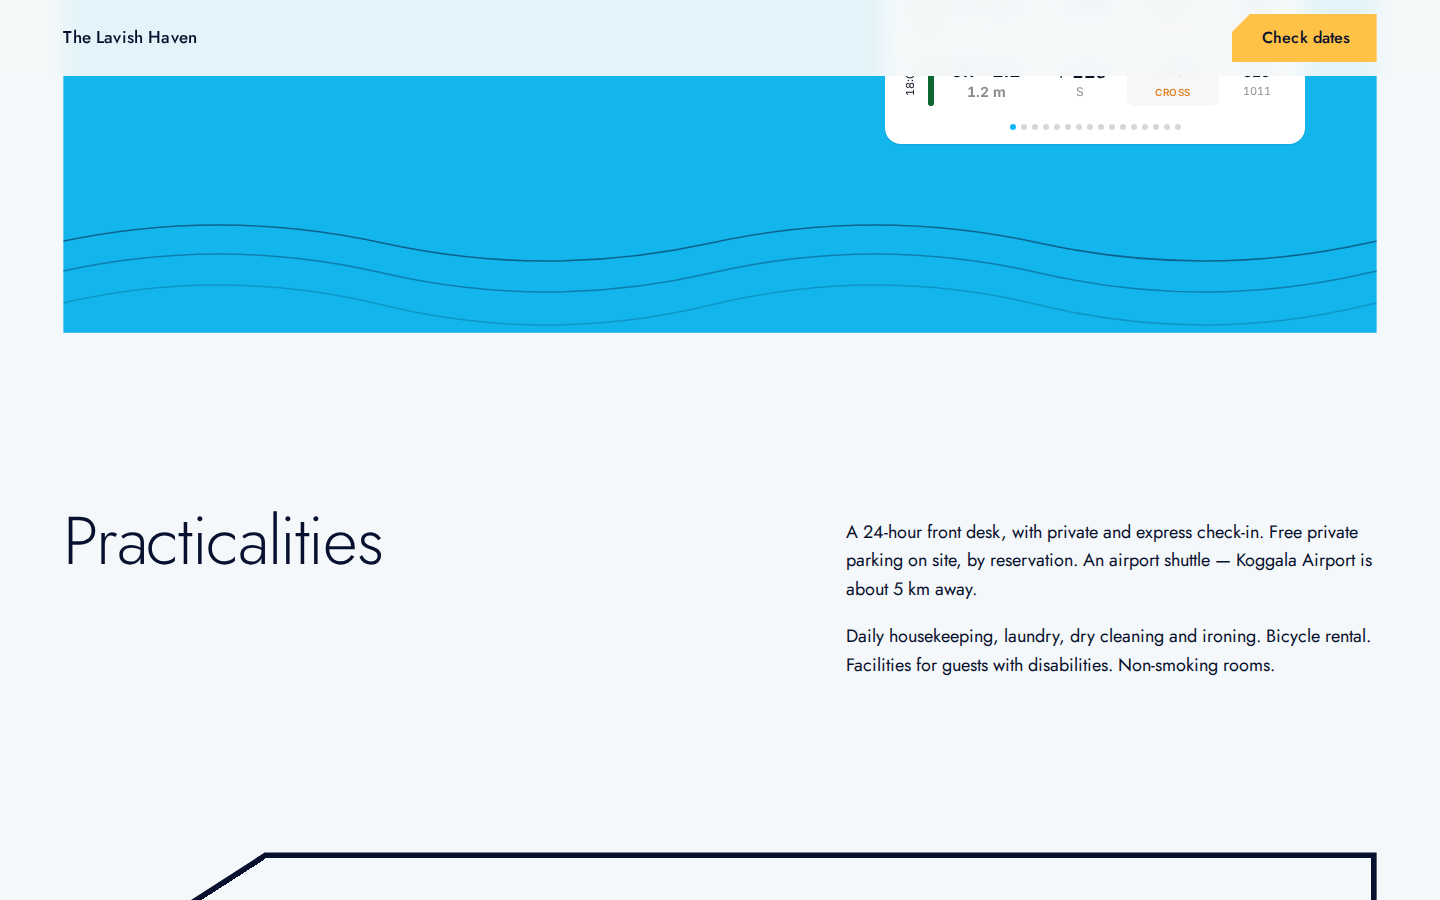 The Lavish Haven
Check dates
1.2 m
S
CROSS
1011
Practicalities
A 24-hour front desk, with private and express check-in. Free private
parking on site, by reservation. An airport shuttle — Koggala Airport is
about 5 km away.
Daily housekeeping, laundry, dry cleaning and ironing. Bicycle rental.
Facilities for guests with disabilities. Non-smoking rooms.